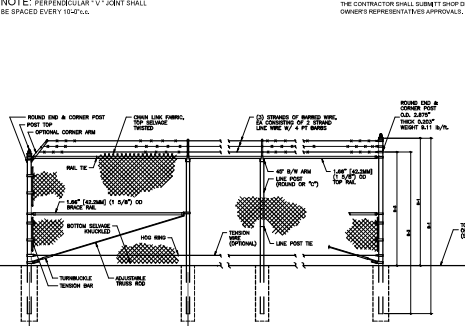 NOTE: PERPENDICULAR "V" JOINT SHALL
BE SPACED EVERY 10'-0"c.c.
THE CONTRACTOR SHALL SUBMITT SHOP
OWNER'S REPRESENTATIVES APPROVALS.
ROUND END & CORNER POST
POST TOP
OPTIONAL CORNER ARM
CHAIN LINK FABRIC,
TOP SELVAGE
TWISTED
(3) STRANDS OF BARBED WIRE,
EA CONSISTING OF 2 STRAND
LINE WIRE W/ 4 PT BARBS
ROUND END &
CORNER POST
O.D. 2.875"
THICK 0.203"
WEIGHT 9.11 lb/ft.
RAIL TIE
45° B/W ARM
LINE POST
(ROUND OR "C")
1.66" [42.2MM]
(1 5/8") OD
TOP RAIL
1.66" [42.2MM] (1 5/8") OD
BRACE RAIL
BOTTOM SELVAGE
KNUCKLED
HOG RING
TENSION
WIRE
(OPTIONAL)
LINE POST TIE
TURNBUCKLE
TENSION BAR
ADJUSTABLE
TRUSS ROD